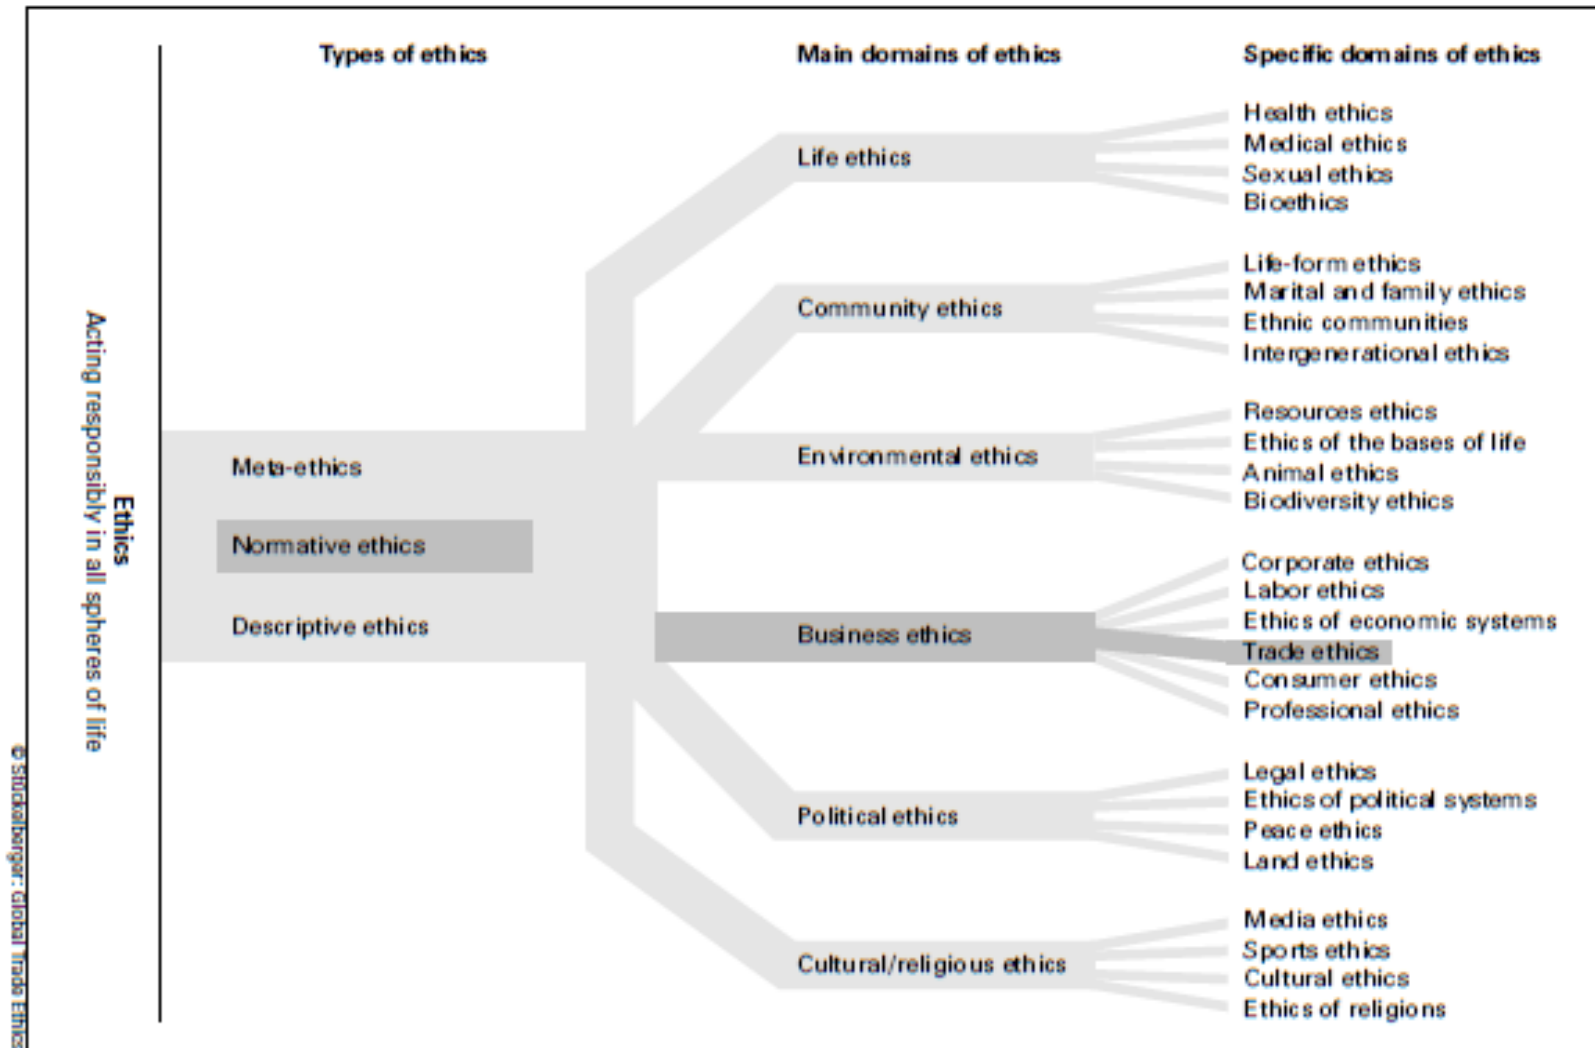 Types of ethics
Main domains of ethics
Specific domains of ethics
Ethics
Acting responsibly in all spheres of life
Meta-ethics
Normative ethics
Descriptive ethics
Life ethics
Health ethics
Medical ethics
Sexual ethics
Bioethics
Community ethics
Life-form ethics
Marital and family ethics
Ethnic communities
Intergenerational ethics
Environmental ethics
Resources ethics
Ethics of the bases of life
Animal ethics
Biodiversity ethics
Business ethics
Corporate ethics
Labor ethics
Ethics of economic systems
Trade ethics
Consumer ethics
Professional ethics
Political ethics
Legal ethics
Ethics of political systems
Peace ethics
Land ethics
Cultural/religious ethics
Media ethics
Sports ethics
Cultural ethics
Ethics of religions
© Stückelberger: Global Trade Ethics